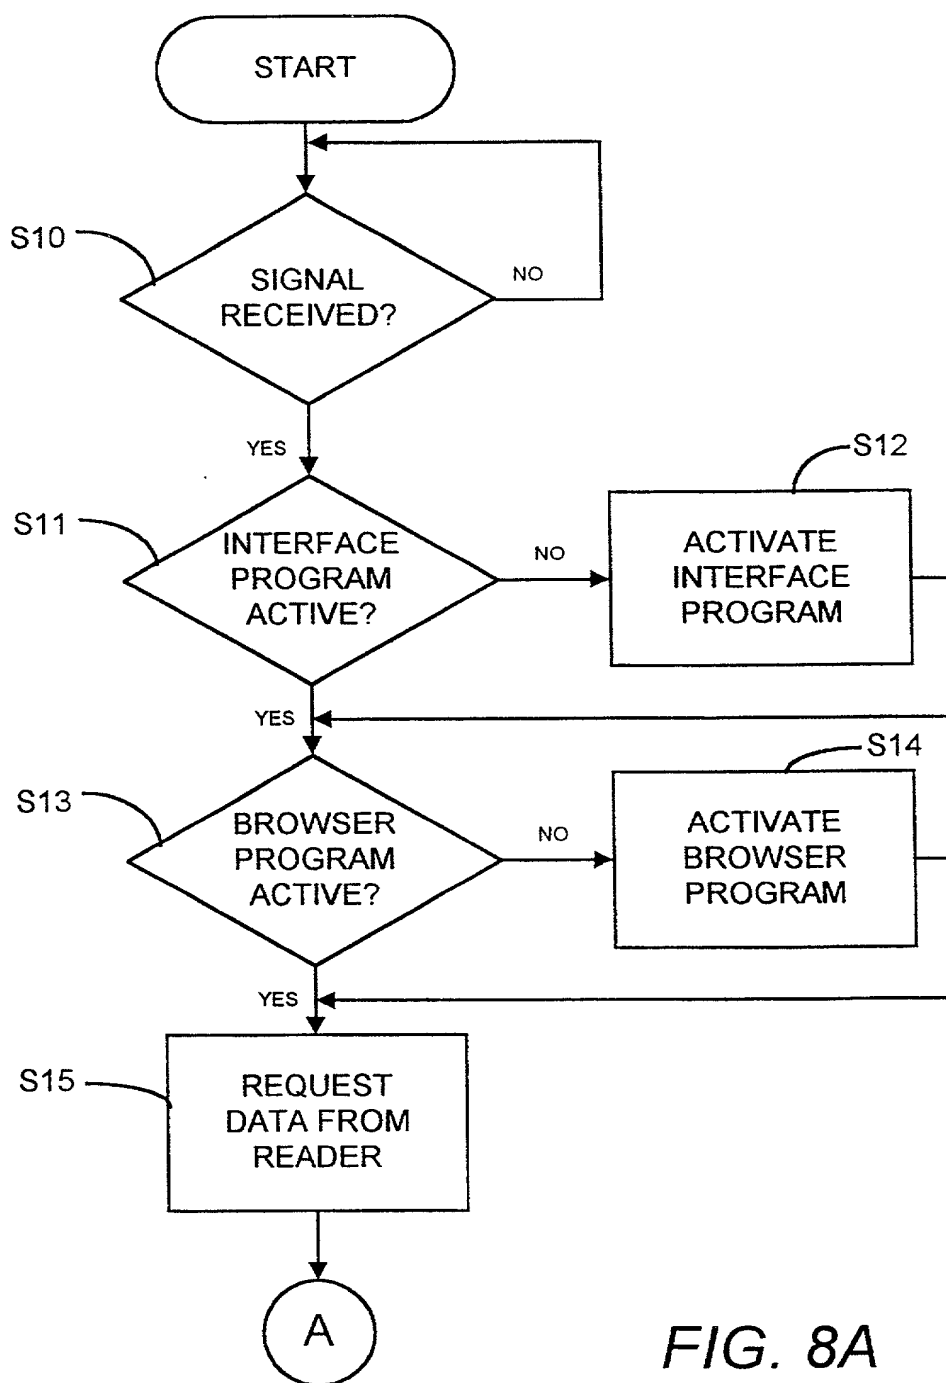 START
S10
SIGNAL
RECEIVED?
NO
YES
S12
S11
INTERFACE
PROGRAM
ACTIVE?
NO
ACTIVATE
INTERFACE
PROGRAM
YES
S14
S13
BROWSER
PROGRAM
ACTIVE?
NO
ACTIVATE
BROWSER
PROGRAM
YES
S15
REQUEST
DATA FROM
READER
A
FIG. 8A